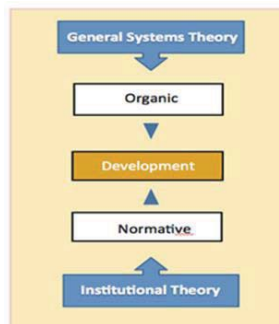 General Systems Theory
Organic
Development
Normative
Institutional Theory